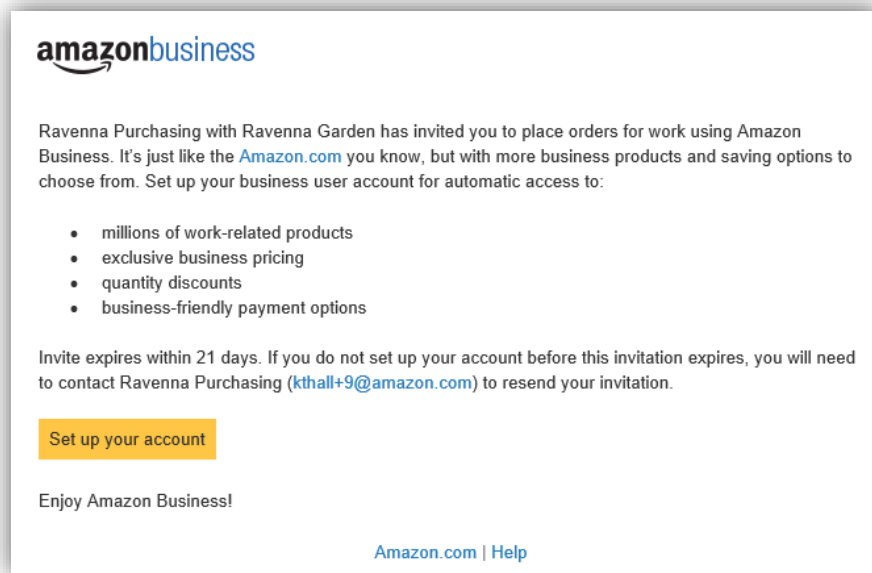 amazonbusiness
Ravenna Purchasing with Ravenna Garden has invited you to place orders for work using Amazon
Business. It's just like the Amazon.com you know, but with more business products and saving options to
choose from. Set up your business user account for automatic access to:
• millions of work-related products
• exclusive business pricing
• quantity discounts
• business-friendly payment options
Invite expires within 21 days. If you do not set up your account before this invitation expires, you will need
to contact Ravenna Purchasing (kthall+9@amazon.com) to resend your invitation.
Set up your account
Enjoy Amazon Business!
Amazon.com | Help